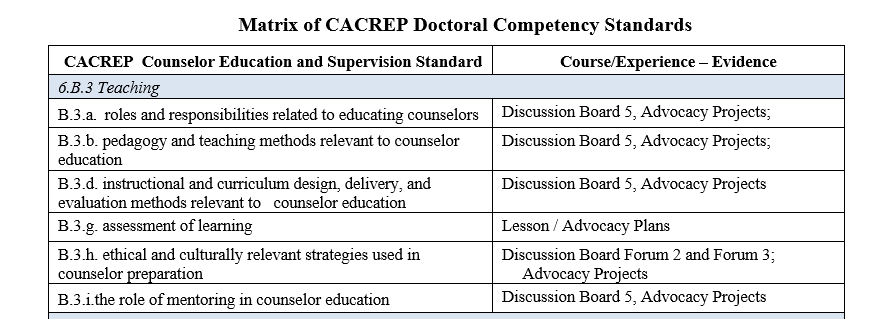 Matrix of CACREP Doctoral Competency Standards
CACREP  Counselor Education and Supervision Standard
Course/Experience – Evidence
6.B.3 Teaching
B.3.a.  roles and responsibilities related to educating counselors
Discussion Board 5, Advocacy Projects;
B.3.b. pedagogy and teaching methods relevant to counselor
education
Discussion Board 5, Advocacy Projects;
B.3.d. instructional and curriculum design, delivery, and
evaluation methods relevant to   counselor education
Discussion Board 5, Advocacy Projects
B.3.g. assessment of learning
Lesson / Advocacy Plans
B.3.h. ethical and culturally relevant strategies used in
counselor preparation
Discussion Board Forum 2 and Forum 3;
Advocacy Projects
B.3.i.the role of mentoring in counselor education
Discussion Board 5, Advocacy Projects